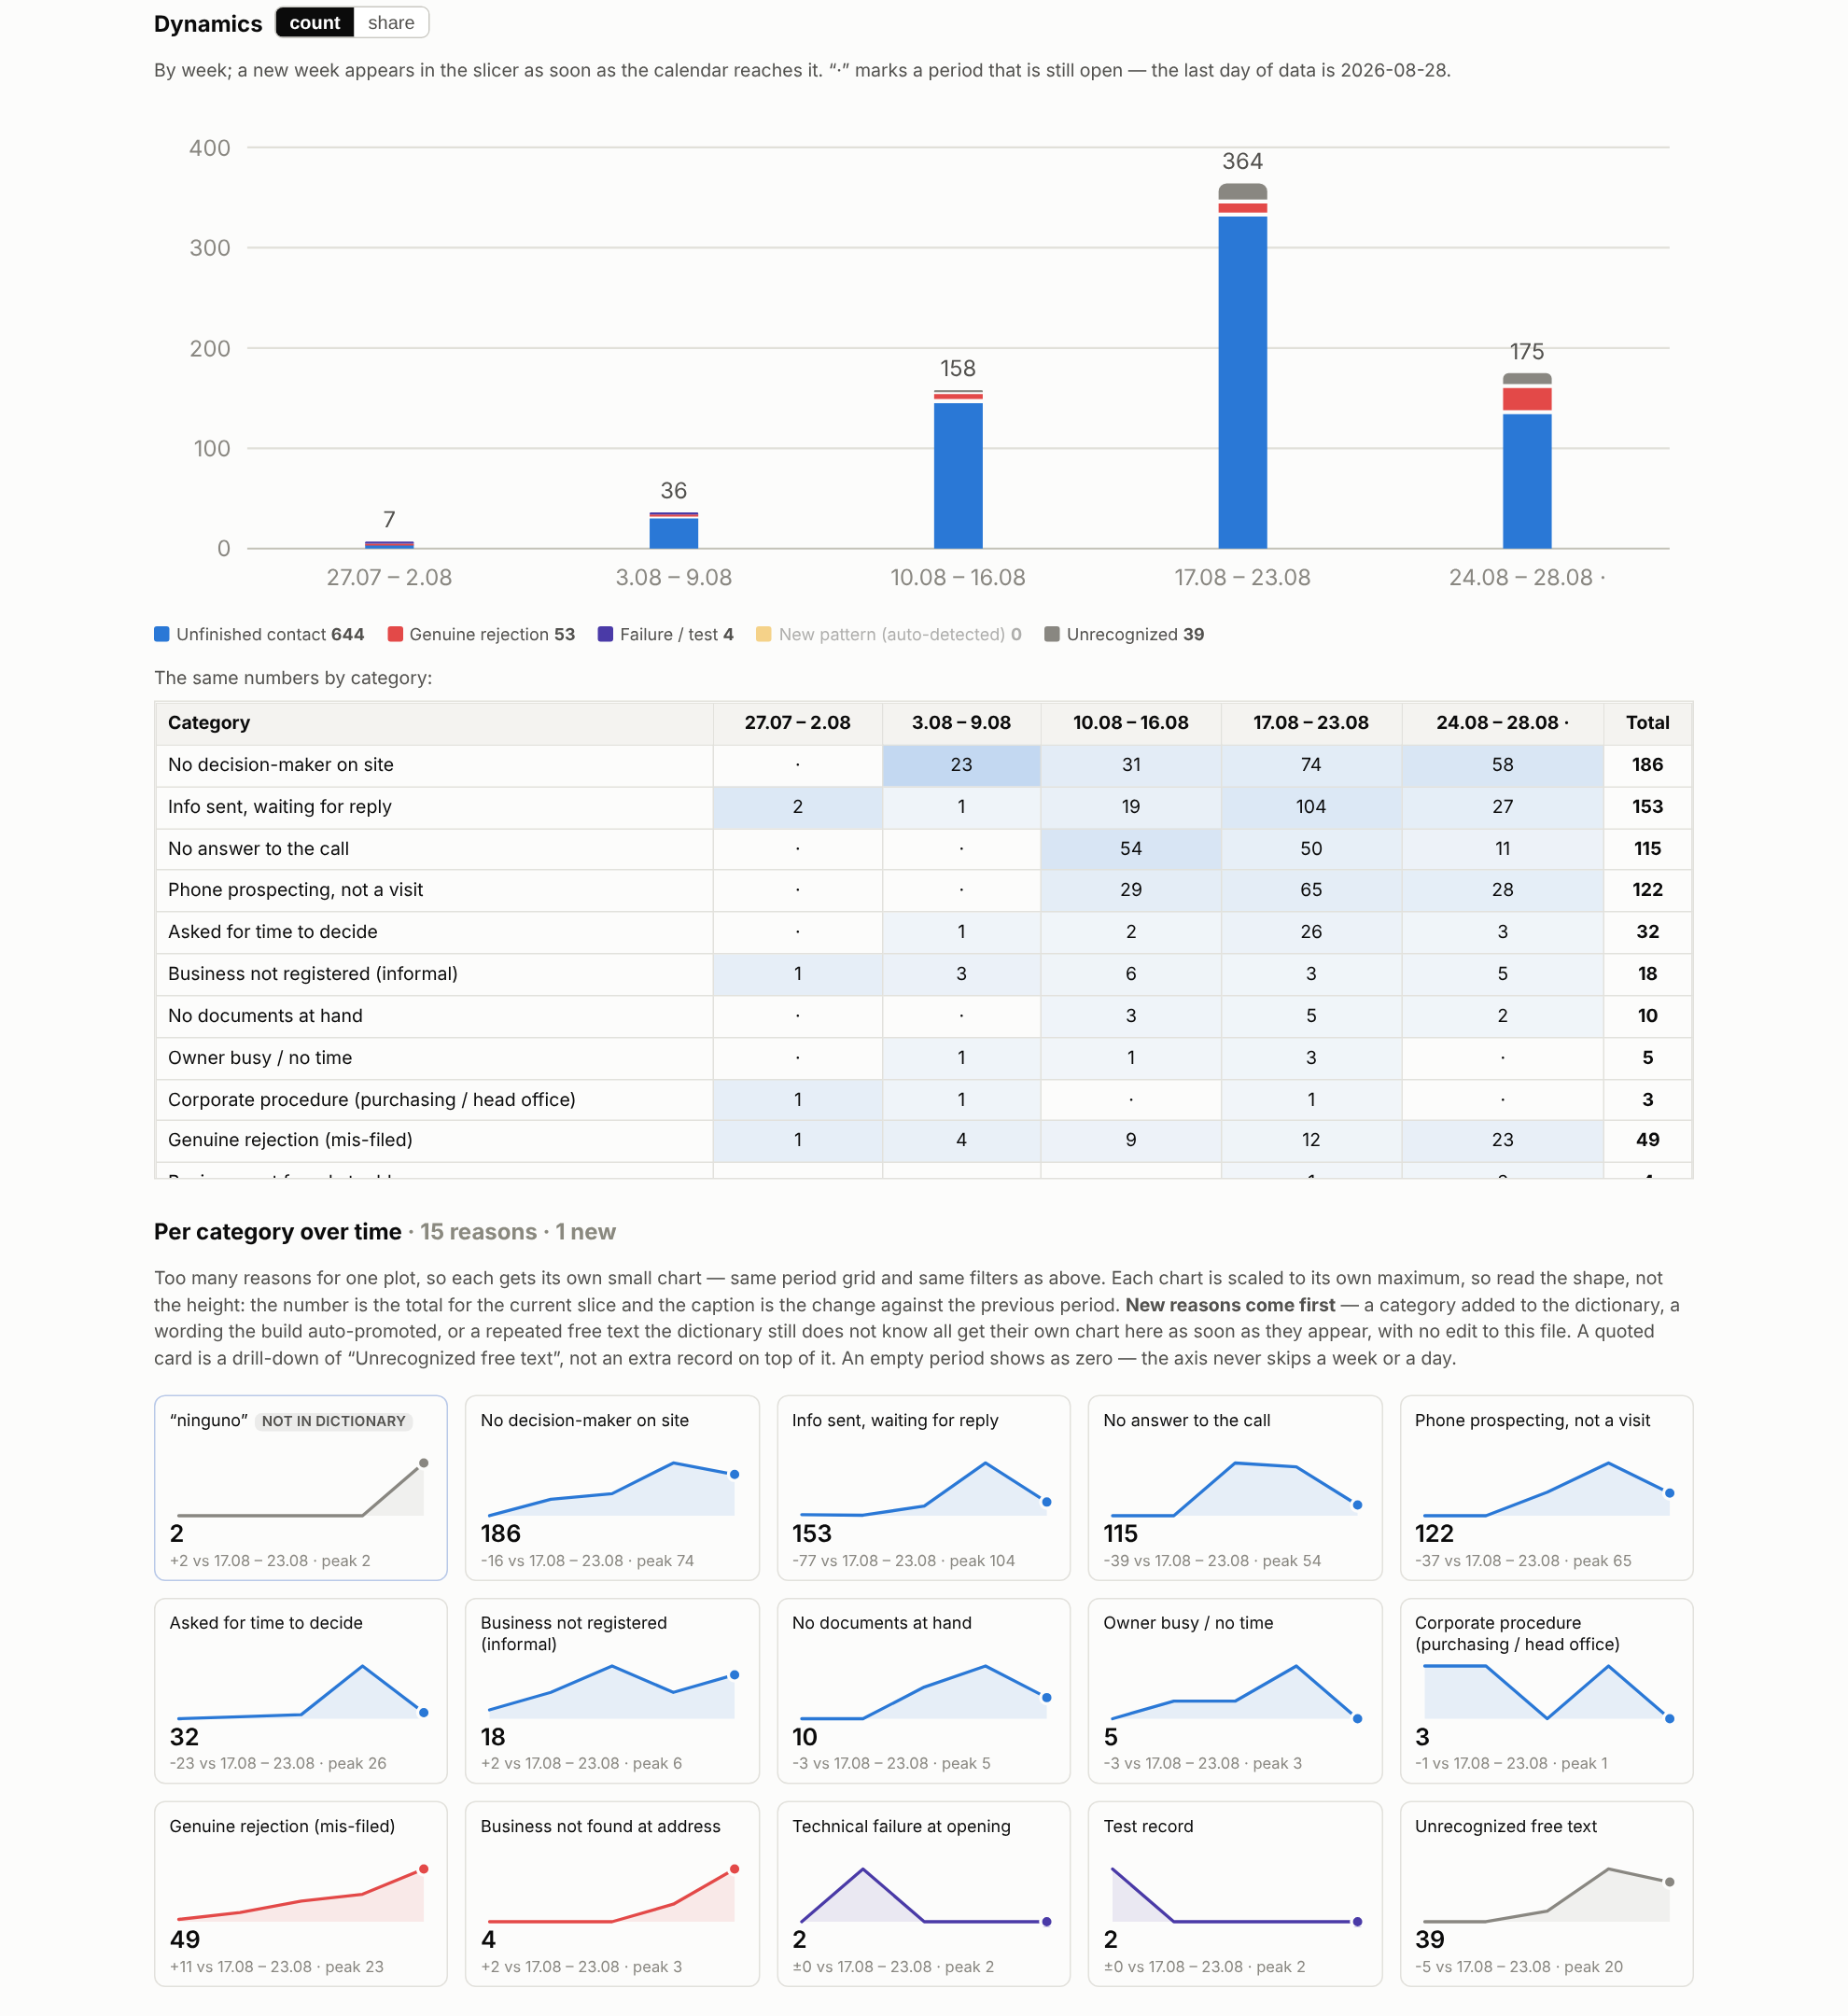 Dynamics count share
By week; a new week appears in the slicer as soon as the calendar reaches it. “·” marks a period that is still open — the last day of data is 2026-08-28.
400
300
200
100
0
7
36
158
364
175
27.07 – 2.08
3.08 – 9.08
10.08 – 16.08
17.08 – 23.08
24.08 – 28.08 ·
Unfinished contact 644 Genuine rejection 53 Failure / test 4 New pattern (auto-detected) 0 Unrecognized 39
The same numbers by category:
Category 27.07 – 2.08 3.08 – 9.08 10.08 – 16.08 17.08 – 23.08 24.08 – 28.08 · Total
No decision-maker on site · 23 31 74 58 186
Info sent, waiting for reply 2 1 19 104 27 153
No answer to the call · · 54 50 11 115
Phone prospecting, not a visit · · 29 65 28 122
Asked for time to decide · 1 2 26 3 32
Business not registered (informal) 1 3 6 3 5 18
No documents at hand · · 3 5 2 10
Owner busy / no time · 1 1 3 · 5
Corporate procedure (purchasing / head office) 1 1 · 1 · 3
Genuine rejection (mis-filed) 1 4 9 12 23 49
Per category over time · 15 reasons · 1 new
Too many reasons for one plot, so each gets its own small chart — same period grid and same filters as above. Each chart is scaled to its own maximum, so read the shape, not
the height: the number is the total for the current slice and the caption is the change against the previous period. New reasons come first — a category added to the dictionary, a
wording the build auto-promoted, or a repeated free text the dictionary still does not know all get their own chart here as soon as they appear, with no edit to this file. A quoted
card is a drill-down of “Unrecognized free text”, not an extra record on top of it. An empty period shows as zero — the axis never skips a week or a day.
“ninguno” NOT IN DICTIONARY
2
+2 vs 17.08 – 23.08 · peak 2
No decision-maker on site
186
-16 vs 17.08 – 23.08 · peak 74
Info sent, waiting for reply
153
-77 vs 17.08 – 23.08 · peak 104
No answer to the call
115
-39 vs 17.08 – 23.08 · peak 54
Phone prospecting, not a visit
122
-37 vs 17.08 – 23.08 · peak 65
Asked for time to decide
32
-23 vs 17.08 – 23.08 · peak 26
Business not registered
(informal)
18
+2 vs 17.08 – 23.08 · peak 6
No documents at hand
10
-3 vs 17.08 – 23.08 · peak 5
Owner busy / no time
5
-3 vs 17.08 – 23.08 · peak 3
Corporate procedure
(purchasing / head office)
3
-1 vs 17.08 – 23.08 · peak 1
Genuine rejection (mis-filed)
49
+11 vs 17.08 – 23.08 · peak 23
Business not found at address
4
+2 vs 17.08 – 23.08 · peak 3
Technical failure at opening
2
±0 vs 17.08 – 23.08 · peak 2
Test record
2
±0 vs 17.08 – 23.08 · peak 2
Unrecognized free text
39
-5 vs 17.08 – 23.08 · peak 20